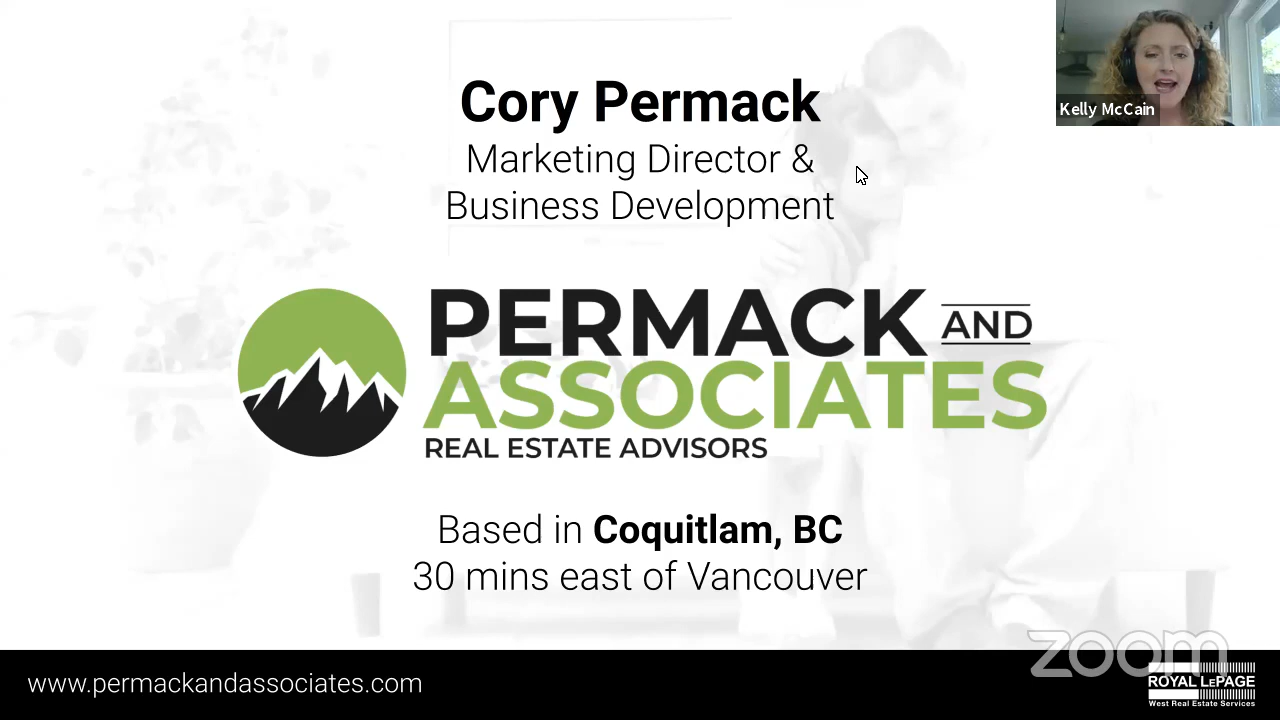 Cory Permack
Marketing Director &
Business Development
Kelly McCain
PERMACK AND
ASSOCIATES
REAL ESTATE ADVISORS
Based in Coquitlam, BC
30 mins east of Vancouver
zoom
www.permackandassociates.com
ROYAL LEPAGE
West Real Estate Services